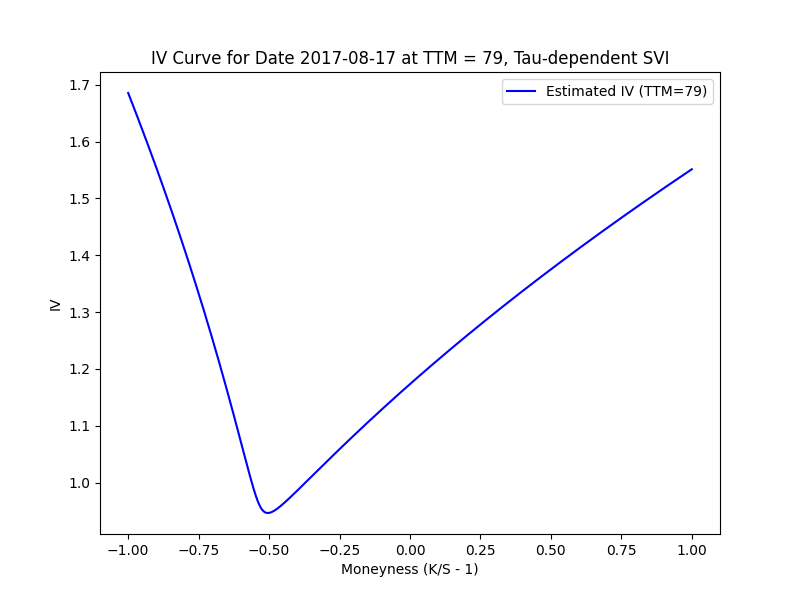 IV Curve for Date 2017-08-17 at TTM = 79, Tau-dependent SVI
Estimated IV (TTM=79)
1.7
1.6
1.5
1.4
1.3
1.2
1.1
1.0
IV
−1.00 −0.75 −0.50 −0.25 0.00 0.25 0.50 0.75 1.00
Moneyness (K/S - 1)